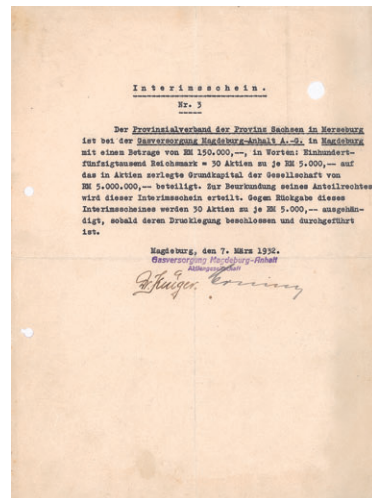 Interimsschein.
Nr. 3
Der Provinzialverband der Provinz Sachsen in Merseburg
ist bei der Gasversorgung Magdeburg-Anhalt A.-G. in Magdeburg
mit einem Betrage von RM 150.000,--, in Worten: Einhundert-
fünfzigtausend Reichsmark = 30 Aktien zu je RM 5.000,-- auf
das in Aktien zerlegte Grundkapital der Gesellschaft von
RM 5.000.000,-- beteiligt. Zur Beurkundung seines Anteilrechtes
wird dieser Interimsschein erteilt. Gegen Rückgabe dieses
Interimsscheines werden 30 Aktien zu je RM 5.000,-- ausgehän-
digt, sobald deren Drucklegung beschlossen und durchgeführt
ist.
Magdeburg, den 7. März 1932.
Gasversorgung Magdeburg-Anhalt
Aktiengesellschaft
Dr. Krüger.